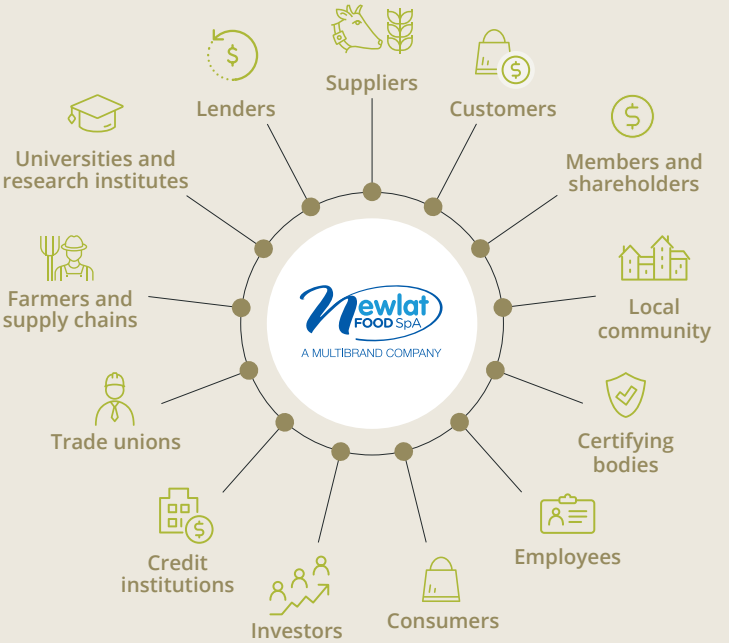 Suppliers
Lenders
Customers
Universities and
research institutes
Members and
shareholders
Farmers and
supply chains
Newlat
FOOD SpA
A MULTIBRAND COMPANY
Local
community
Trade unions
Certifying
bodies
Credit
institutions
Employees
Investors
Consumers